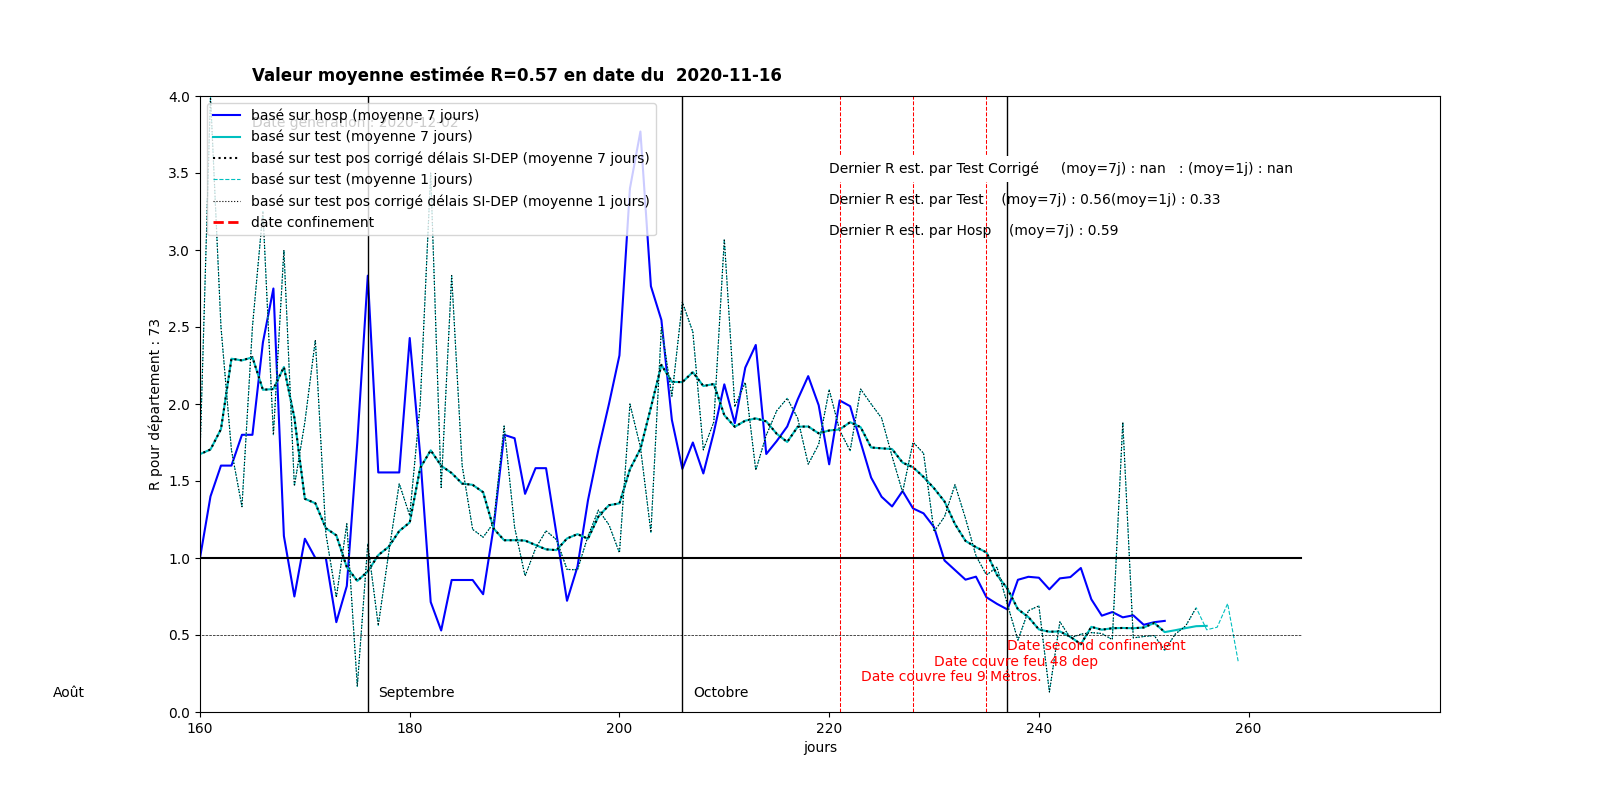 Valeur moyenne estimée R=0.57 en date du  2020-11-16
Date génération : 2020-12-02
basé sur hosp (moyenne 7 jours)
basé sur test (moyenne 7 jours)
basé sur test pos corrigé délais SI-DEP (moyenne 7 jours)
basé sur test (moyenne 1 jours)
basé sur test pos corrigé délais SI-DEP (moyenne 1 jours)
date confinement
Dernier R est. par Test Corrigé     (moy=7j) : nan   : (moy=1j) : nan
Dernier R est. par Test    (moy=7j) : 0.56(moy=1j) : 0.33
Dernier R est. par Hosp    (moy=7j) : 0.59
4.0
3.5
3.0
2.5
2.0
1.5
1.0
0.5
0.0
R pour département : 73
Date second confinement
Date couvre feu 48 dep
Date couvre feu 9 Métros.
Août
Septembre
Octobre
160
180
200
220
240
260
jours